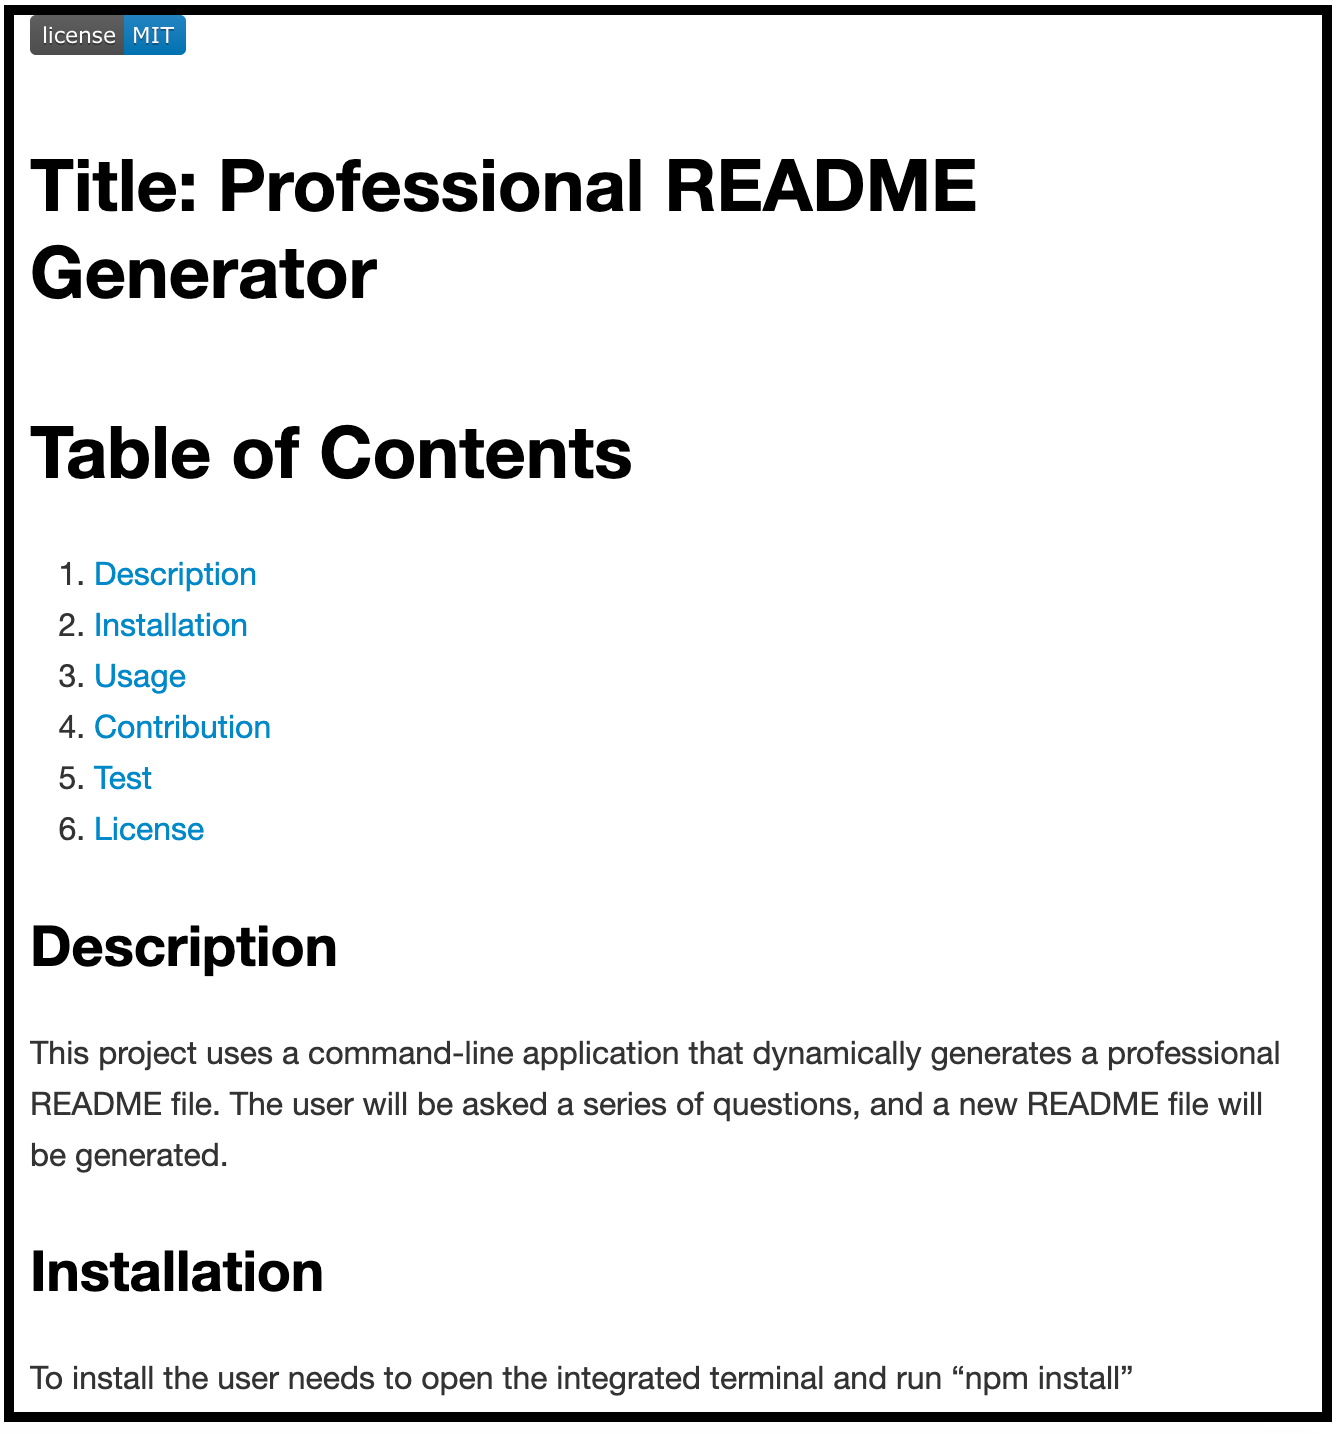 license MIT
Title: Professional README
Generator
Table of Contents
1. Description
2. Installation
3. Usage
4. Contribution
5. Test
6. License
Description
This project uses a command-line application that dynamically generates a professional
README file. The user will be asked a series of questions, and a new README file will
be generated.
Installation
To install the user needs to open the integrated terminal and run “npm install”